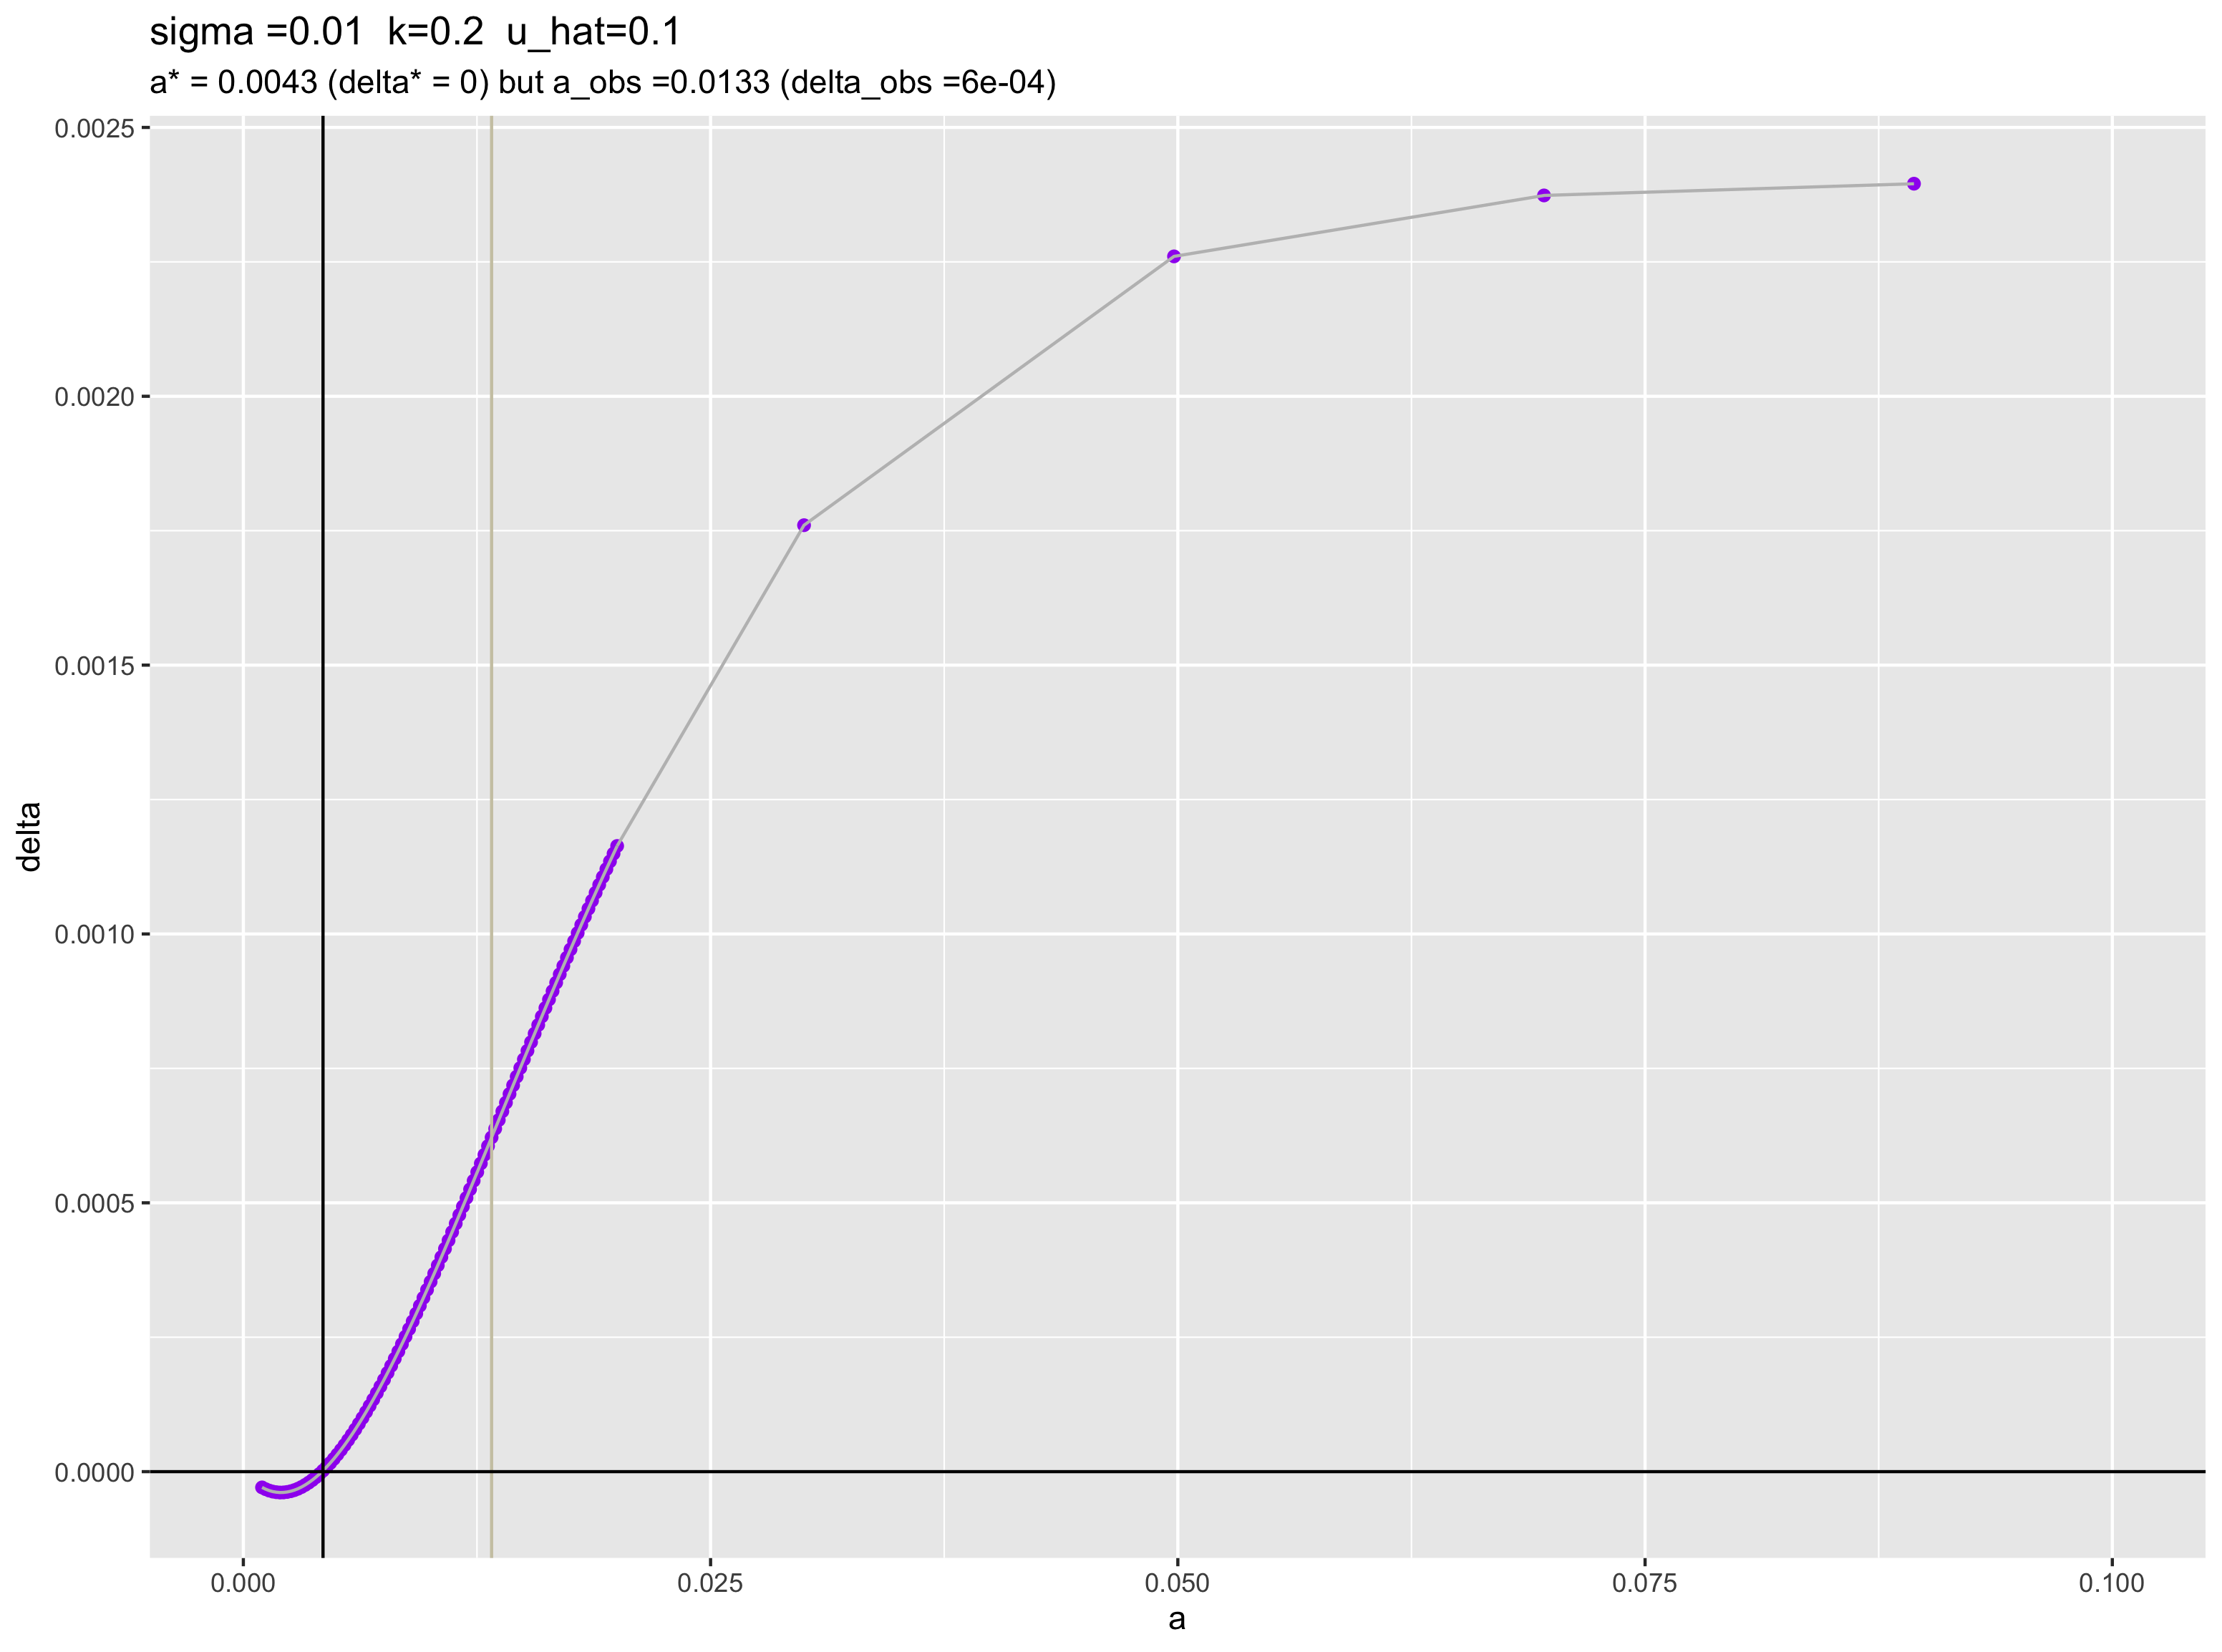 sigma =0.01  k=0.2  u_hat=0.1
a* = 0.0043 (delta* = 0) but a_obs =0.0133 (delta_obs =6e-04)
0.0025
0.0020
0.0015
0.0010
0.0005
0.0000
delta
0.000
0.025
0.050
0.075
0.100
a